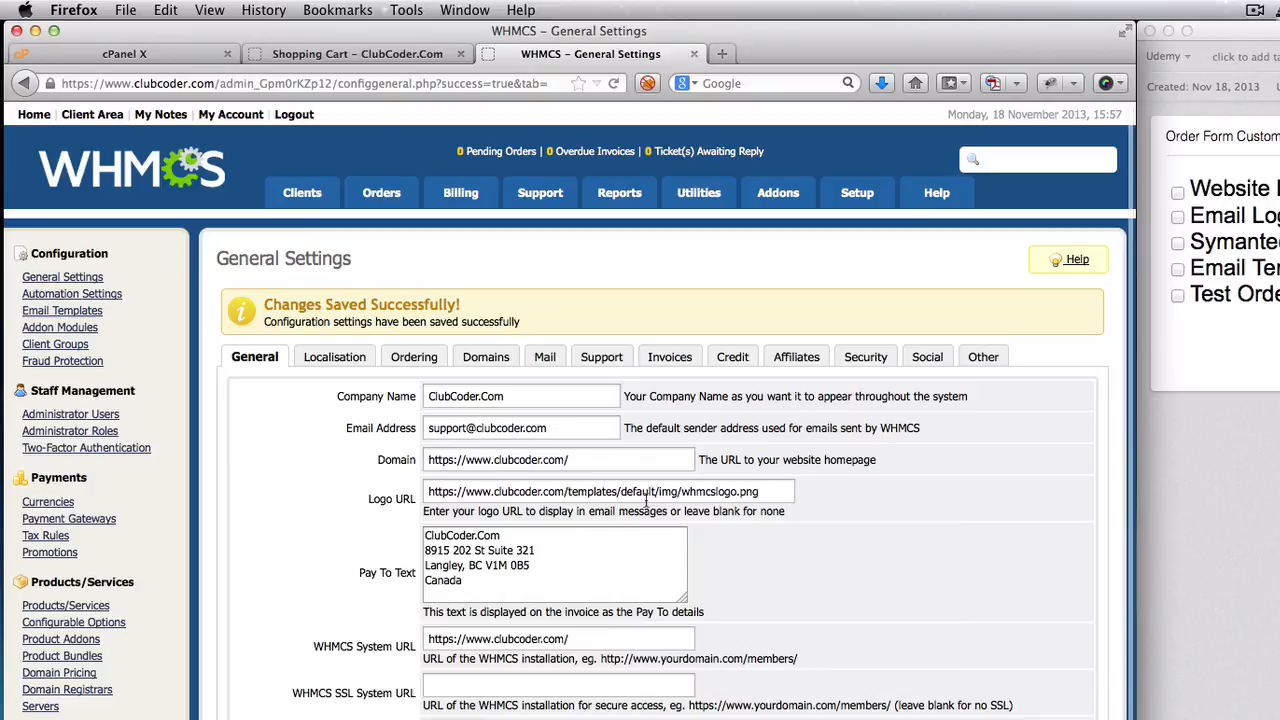 Firefox File Edit View History Bookmarks Tools Window Help
WHMCS - General Settings
cPanel X
Shopping Cart - ClubCoder.Com
WHMCS - General Settings
https://www.clubcoder.com/admin_Gpm0rKZp12/configgeneral.php?success=true&tab=
Google
Udemy
click to add ta
Created: Nov 18, 2013
Home | Client Area | My Notes | My Account | Logout
Monday, 18 November 2013, 15:57
WHMCS
0 Pending Orders | 0 Overdue Invoices | 0 Ticket(s) Awaiting Reply
Clients Orders Billing Support Reports Utilities Addons Setup Help
Configuration
General Settings
Automation Settings
Email Templates
Addon Modules
Client Groups
Fraud Protection
Staff Management
Administrator Users
Administrator Roles
Two-Factor Authentication
Payments
Currencies
Payment Gateways
Tax Rules
Promotions
Products/Services
Products/Services
Configurable Options
Product Addons
Product Bundles
Domain Pricing
Domain Registrars
Servers
General Settings
Help
Changes Saved Successfully!
Configuration settings have been saved successfully
General Localisation Ordering Domains Mail Support Invoices Credit Affiliates Security Social Other
Company Name ClubCoder.Com Your Company Name as you want it to appear throughout the system
Email Address support@clubcoder.com The default sender address used for emails sent by WHMCS
Domain https://www.clubcoder.com/ The URL to your website homepage
Logo URL https://www.clubcoder.com/templates/default/img/whmcslogo.png
Enter your logo URL to display in email messages or leave blank for none
Pay To Text
ClubCoder.Com
8915 202 St Suite 321
Langley, BC V1M 0B5
Canada
This text is displayed on the invoice as the Pay To details
WHMCS System URL https://www.clubcoder.com/
URL of the WHMCS installation, eg. http://www.yourdomain.com/members/
WHMCS SSL System URL
URL of the WHMCS installation for secure access, eg. https://www.yourdomain.com/members/ (leave blank for no SSL)
Order Form Custom
Website
Email Log
Symante
Email Te
Test Orde